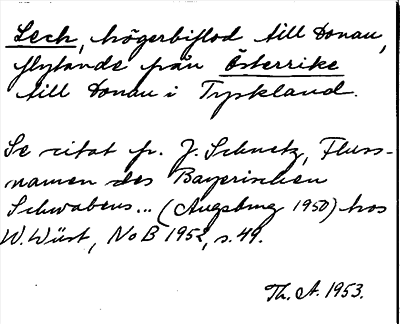 Lech, högerbiflod till Donau,
flytande från Österrike
till Donau i Tyskland.
Se citat fr. J. Schnetz, Fluss-
namen des Bayerischen
Schwabens... (Augsburg 1950) hos
W. Wüst, NoB 1952, s. 49.
Th. A. 1953.